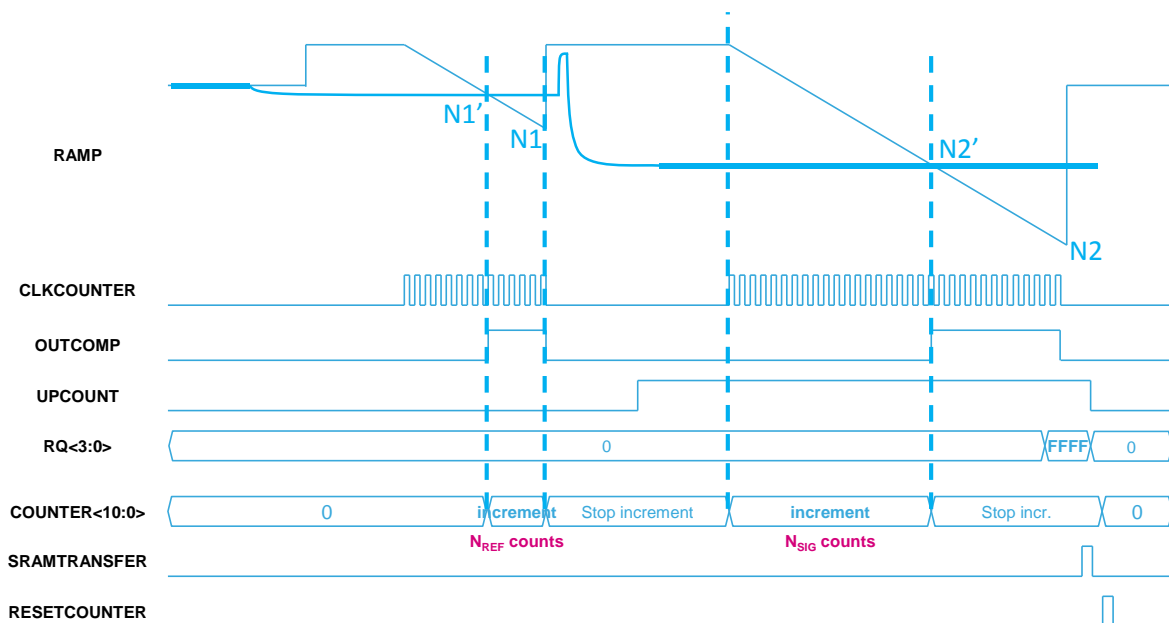 RAMP
N1’
N1
N2’
N2
CLKCOUNTER
OUTCOMP
UPCOUNT
RQ<3:0>
0
FFFF
0
COUNTER<10:0>
0
increment
Stop increment
increment
Stop incr.
0
NREF counts
NSIG counts
SRAMTRANSFER
RESETCOUNTER